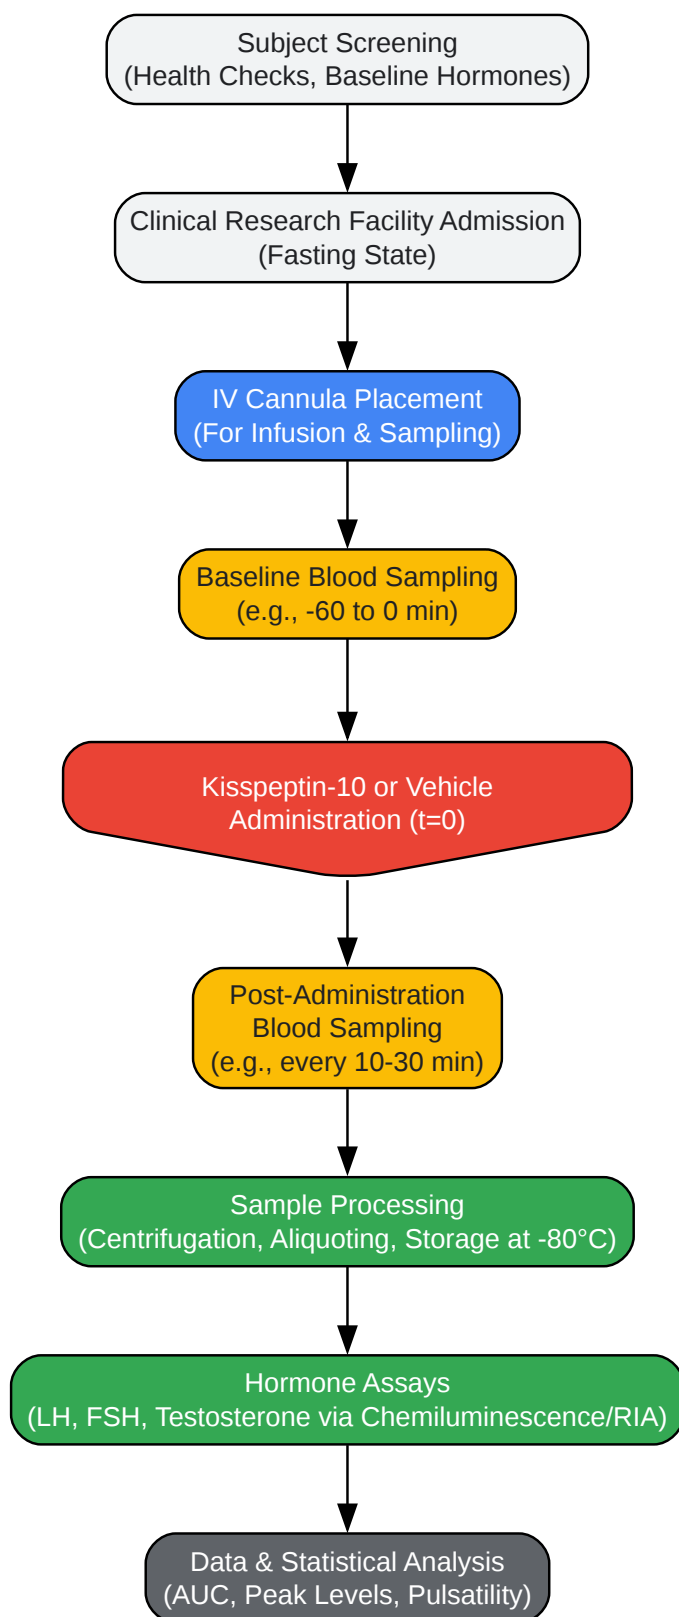 Subject Screening
(Health Checks, Baseline Hormones)
Clinical Research Facility Admission
(Fasting State)
IV Cannula Placement
(For Infusion & Sampling)
Baseline Blood Sampling
(e.g., -60 to 0 min)
Kisspeptin-10 or Vehicle
Administration (t=0)
Post-Administration
Blood Sampling
(e.g., every 10-30 min)
Sample Processing
(Centrifugation, Aliquoting, Storage at -80°C)
Hormone Assays
(LH, FSH, Testosterone via Chemiluminescence/RIA)
Data & Statistical Analysis
(AUC, Peak Levels, Pulsatility)